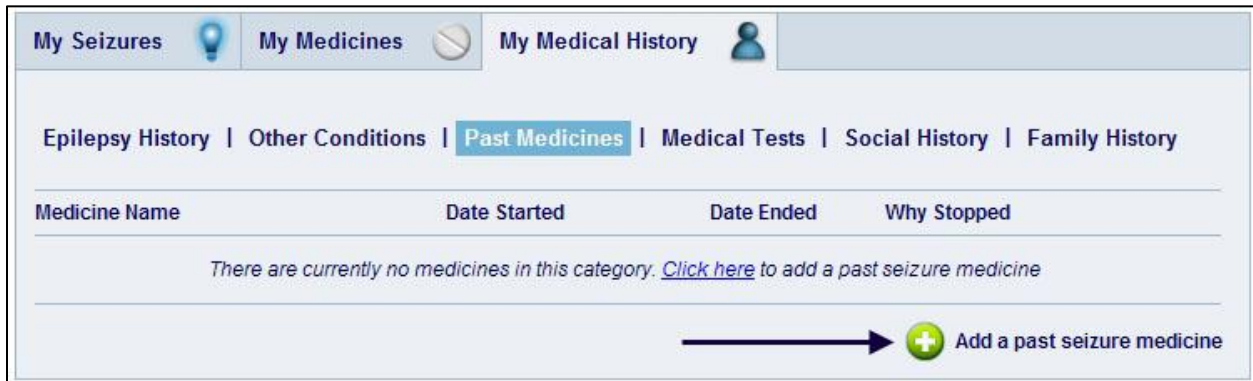 My Seizures My Medicines My Medical History
Epilepsy History | Other Conditions | Past Medicines | Medical Tests | Social History | Family History
Medicine Name Date Started Date Ended Why Stopped
There are currently no medicines in this category. Click here to add a past seizure medicine
Add a past seizure medicine